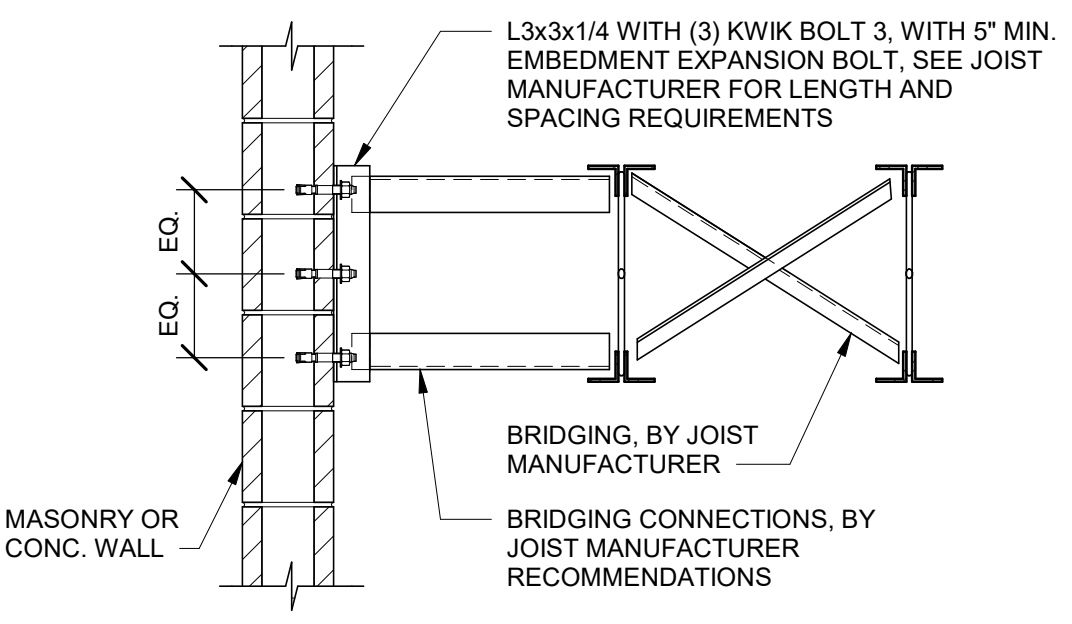 L3x3x1/4 WITH (3) KWIK BOLT 3, WITH 5" MIN.
EMBEDMENT EXPANSION BOLT, SEE JOIST
MANUFACTURER FOR LENGTH AND
SPACING REQUIREMENTS
EQ.
EQ.
BRIDGING, BY JOIST
MANUFACTURER
MASONRY OR
CONC. WALL
BRIDGING CONNECTIONS, BY
JOIST MANUFACTURER
RECOMMENDATIONS